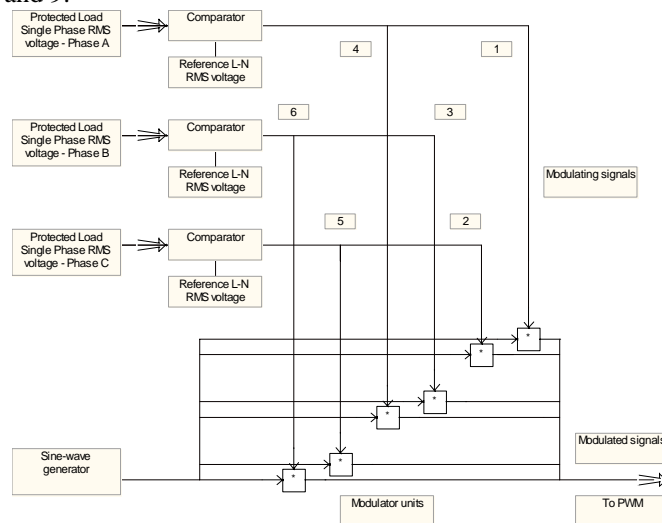 and 9.
Protected Load
Single Phase RMS
voltage - Phase A
Comparator
4
1
Reference L-N
RMS voltage
6
3
Protected Load
Single Phase RMS
voltage - Phase B
Comparator
Reference L-N
RMS voltage
Modulating signals
5
2
Protected Load
Single Phase RMS
voltage - Phase C
Comparator
Reference L-N
RMS voltage
*
*
*
*
*
*
Sine-wave
generator
Modulated signals
Modulator units
To PWM